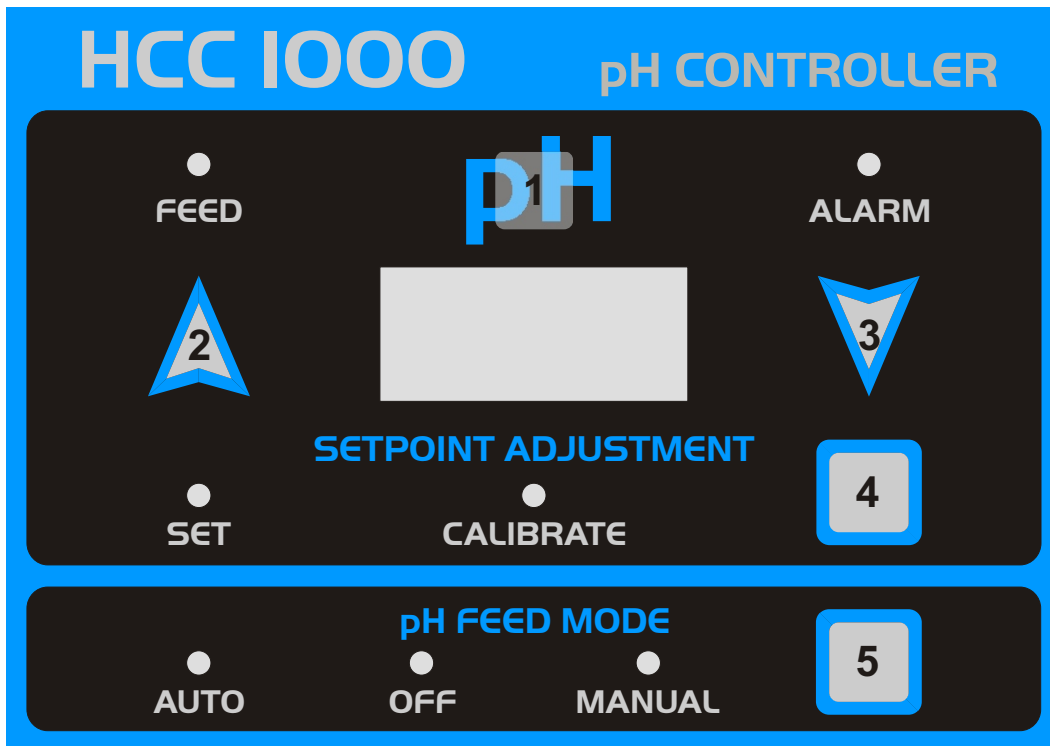 HCC 1000 pH CONTROLLER
pH
1
FEED
ALARM
2
3
SETPOINT ADJUSTMENT
4
SET
CALIBRATE
pH FEED MODE
5
AUTO
OFF
MANUAL